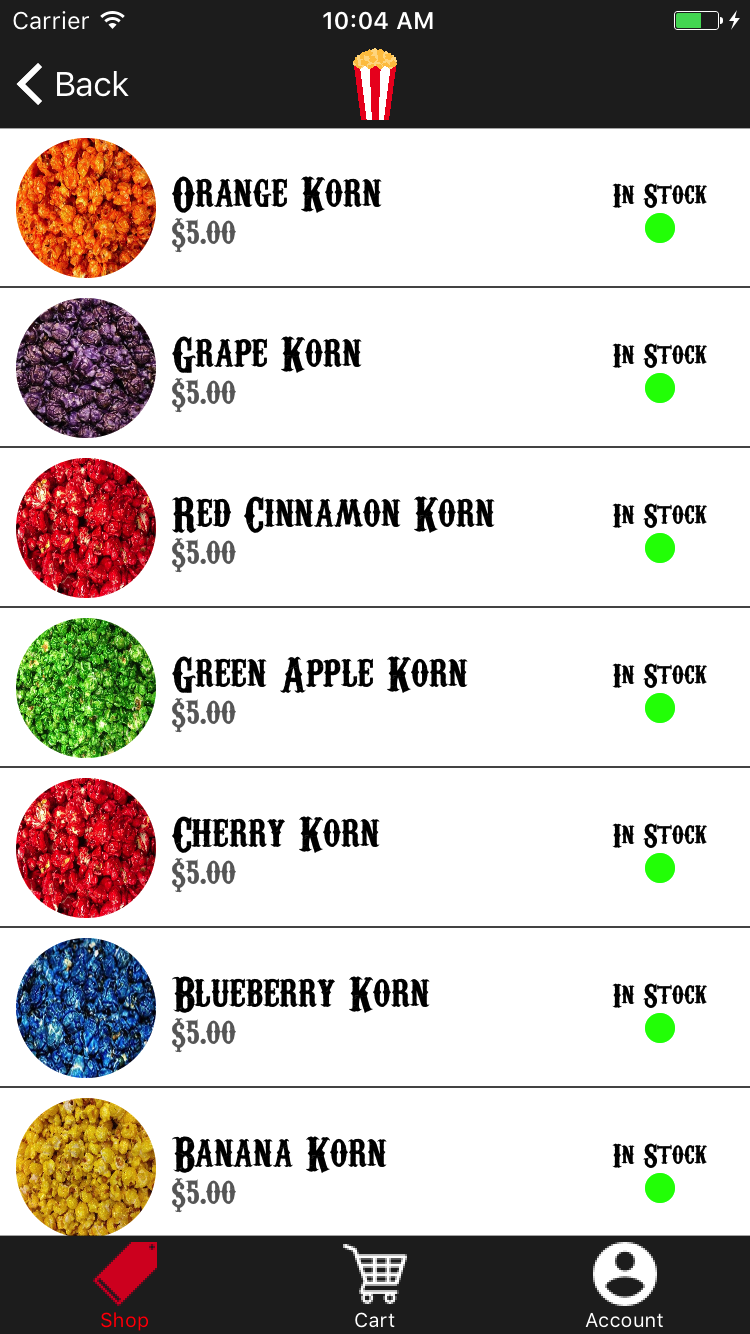 Carrier 10:04 AM
Back
Orange Korn
$5.00
In Stock
Grape Korn
$5.00
In Stock
Red Cinnamon Korn
$5.00
In Stock
Green Apple Korn
$5.00
In Stock
Cherry Korn
$5.00
In Stock
Blueberry Korn
$5.00
In Stock
Banana Korn
$5.00
In Stock
Shop Cart Account